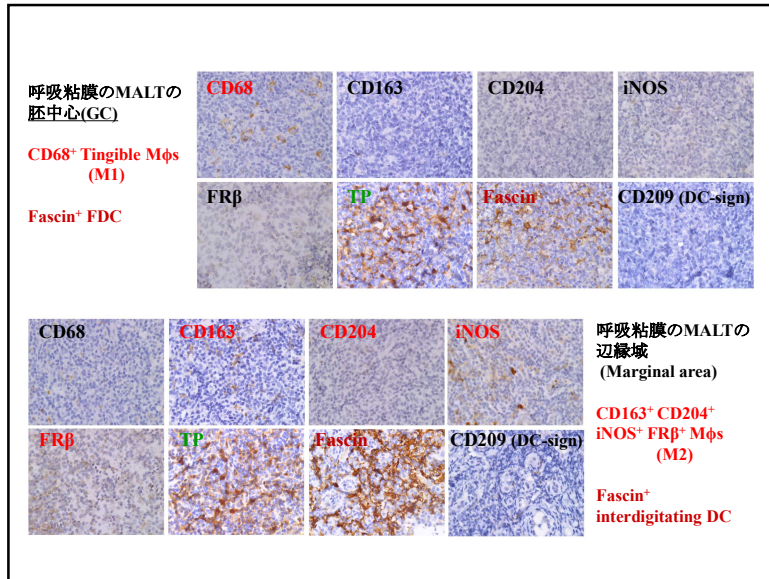 呼吸粘膜のMALTの
胚中心(GC)
CD68+ Tingible Mϕs
(M1)
Fascin+ FDC
CD68
CD163
CD204
iNOS
FRβ
TP
Fascin
CD209 (DC-sign)
CD68
CD163
CD204
iNOS
FRβ
TP
Fascin
CD209 (DC-sign)
呼吸粘膜のMALTの
辺縁域
(Marginal area)
CD163+ CD204+
iNOS+ FRβ+ Mϕs
(M2)
Fascin+
interdigitating DC